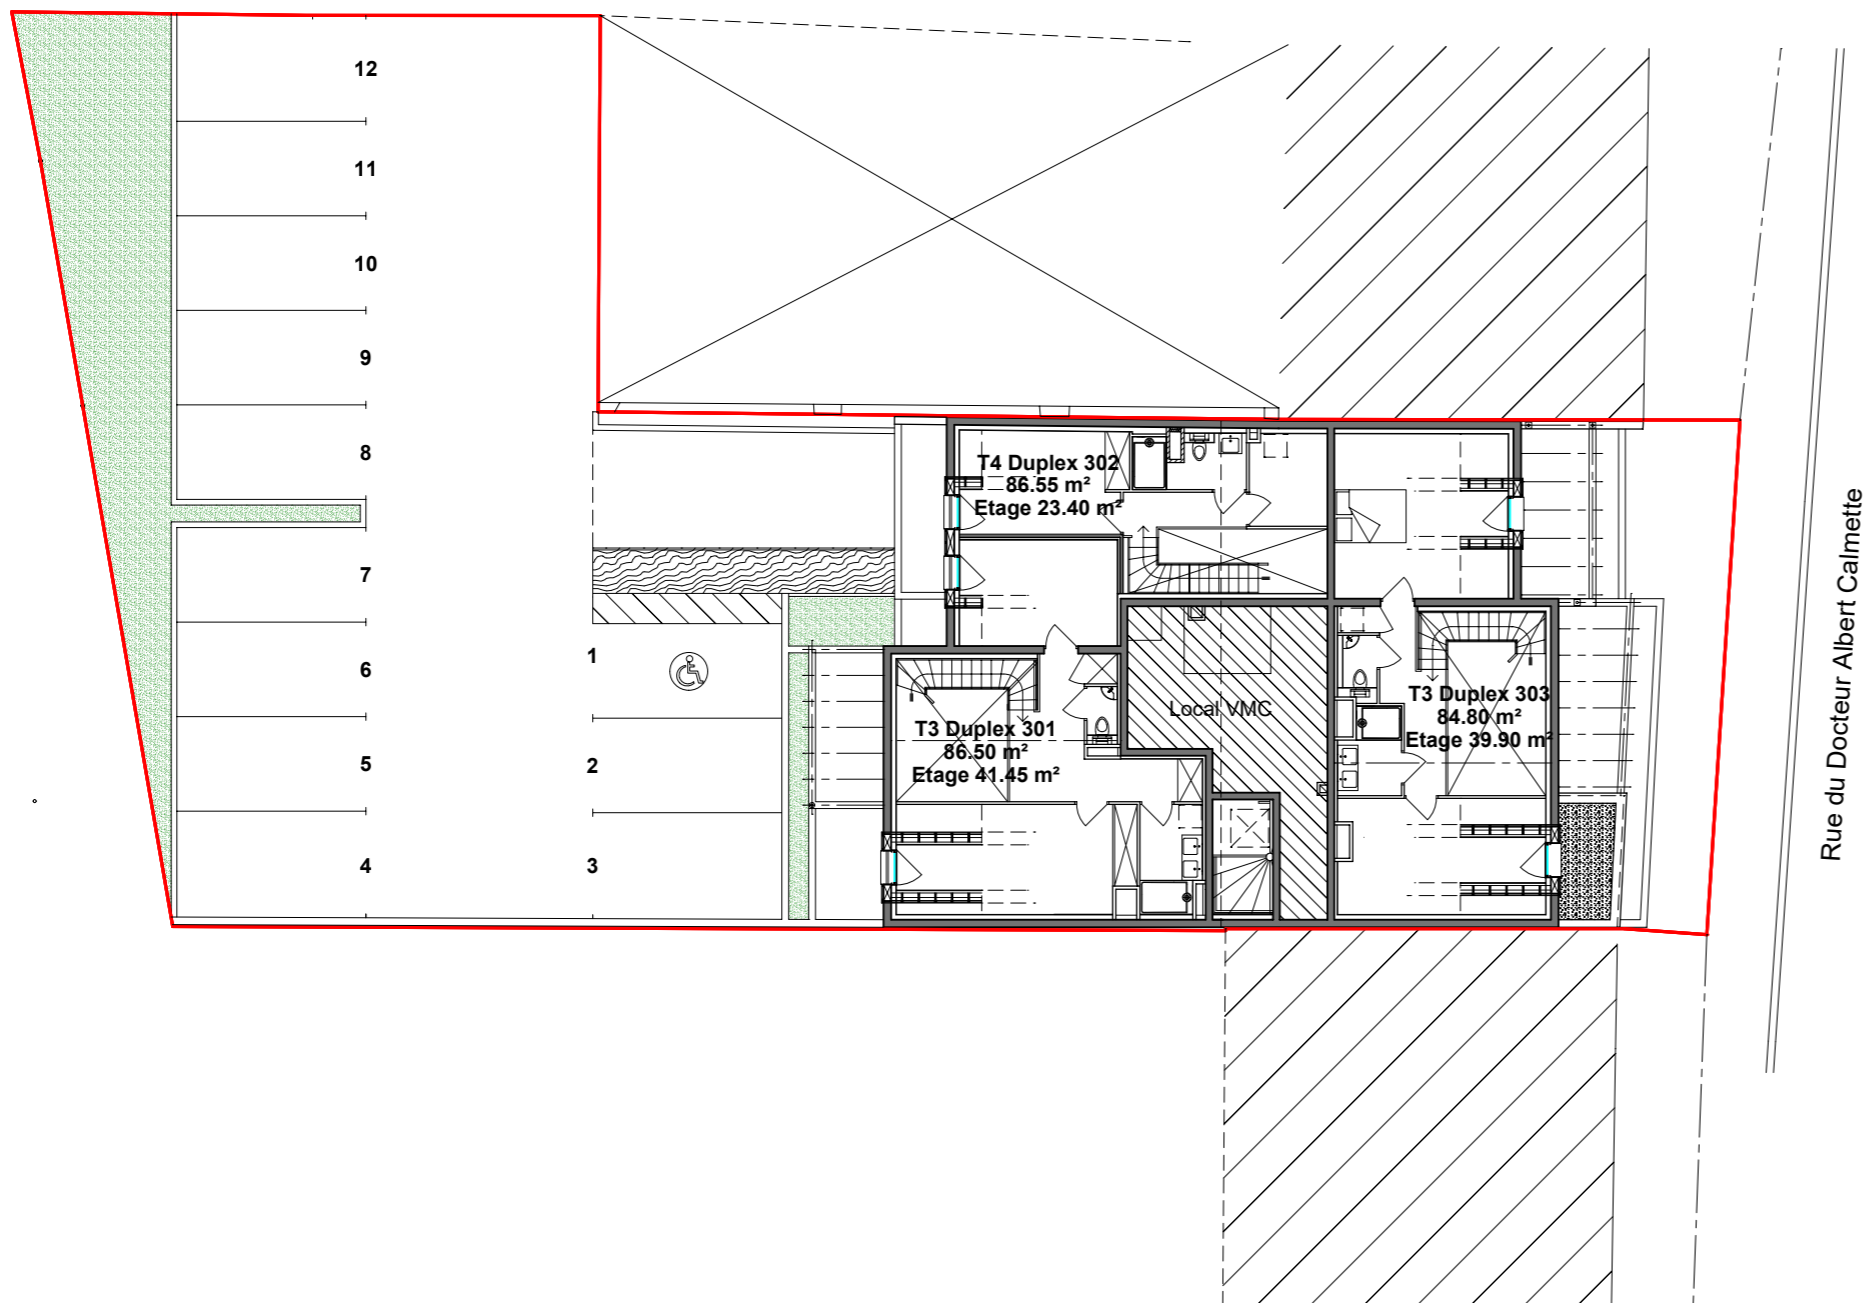 12
11
10
9
8
7
6
5
4
1
2
3
T4 Duplex 302
86.55 m²
Etage 23.40 m²
Local VMC
T3 Duplex 301
86.50 m²
Etage 41.45 m²
T3 Duplex 303
84.80 m²
Etage 39.90 m²
Rue du Docteur Albert Calmette